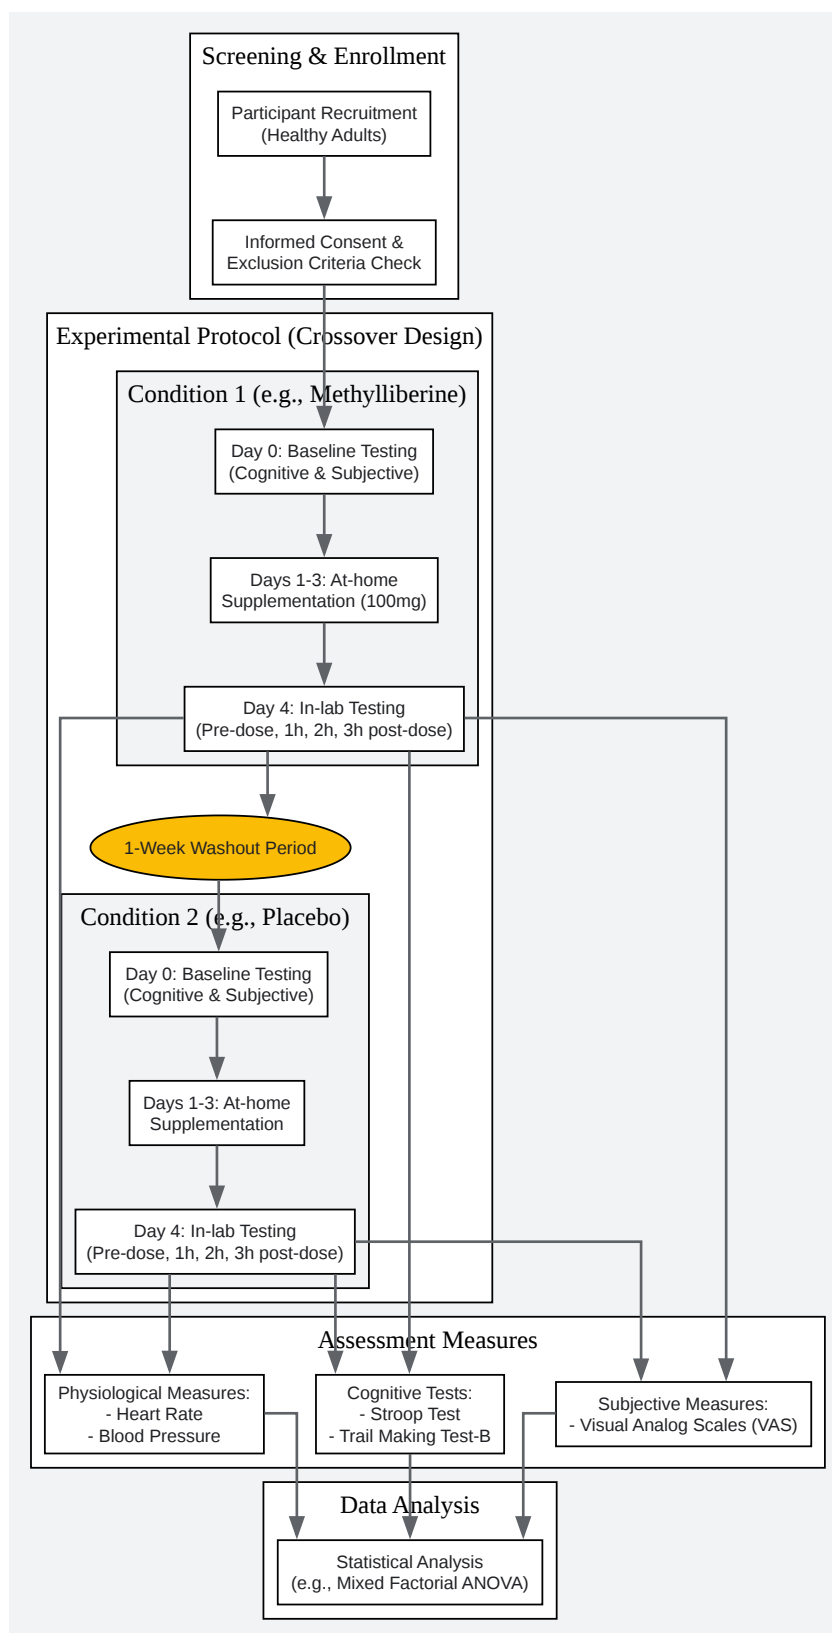 Screening & Enrollment
Participant Recruitment
(Healthy Adults)
Informed Consent &
Exclusion Criteria Check
Experimental Protocol (Crossover Design)
Condition 1 (e.g., Methylliberine)
Day 0: Baseline Testing
(Cognitive & Subjective)
Days 1-3: At-home
Supplementation (100mg)
Day 4: In-lab Testing
(Pre-dose, 1h, 2h, 3h post-dose)
1-Week Washout Period
Condition 2 (e.g., Placebo)
Day 0: Baseline Testing
(Cognitive & Subjective)
Days 1-3: At-home
Supplementation
Day 4: In-lab Testing
(Pre-dose, 1h, 2h, 3h post-dose)
Assessment Measures
Physiological Measures:
- Heart Rate
- Blood Pressure
Cognitive Tests:
- Stroop Test
- Trail Making Test-B
Subjective Measures:
- Visual Analog Scales (VAS)
Data Analysis
Statistical Analysis
(e.g., Mixed Factorial ANOVA)